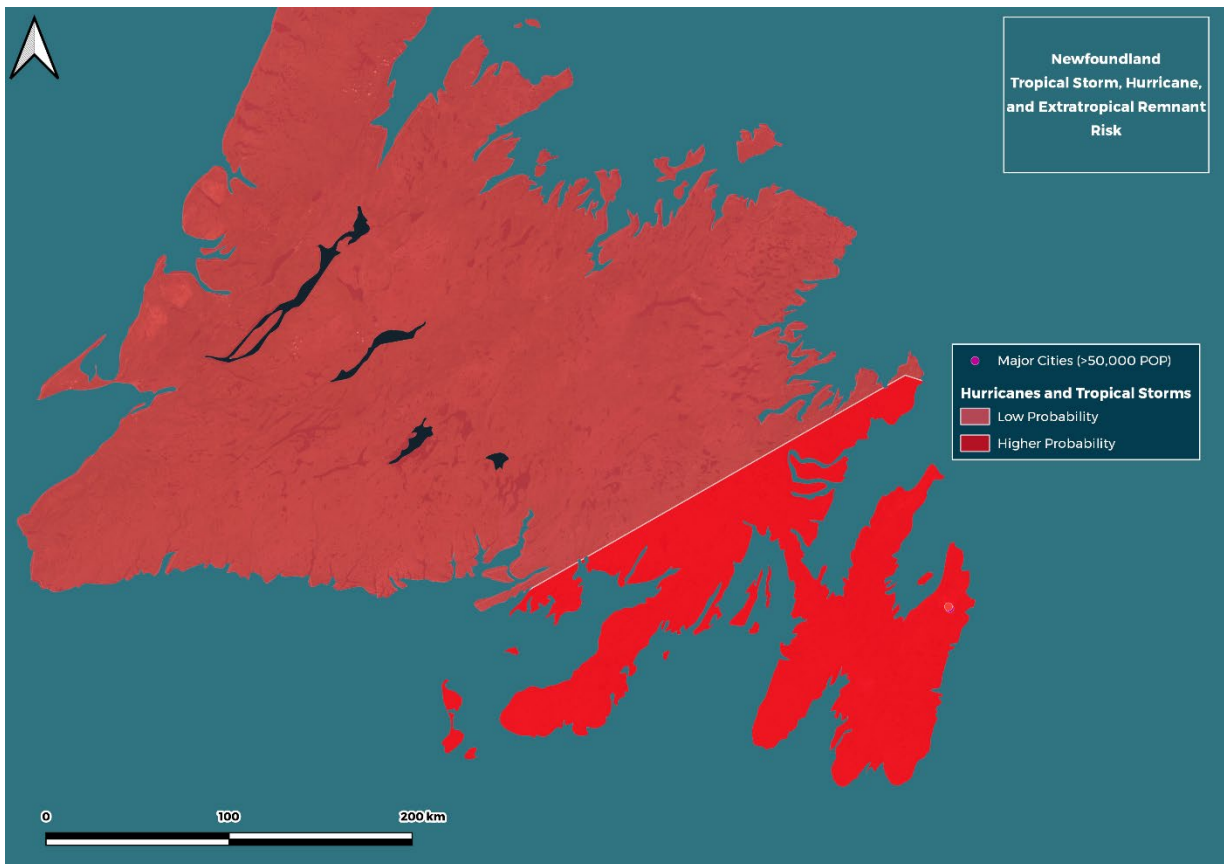 Newfoundland
Tropical Storm, Hurricane,
and Extratropical Remnant
Risk
Major Cities (>50,000 POP)
Hurricanes and Tropical Storms
Low Probability
Higher Probability
0 100 200 km